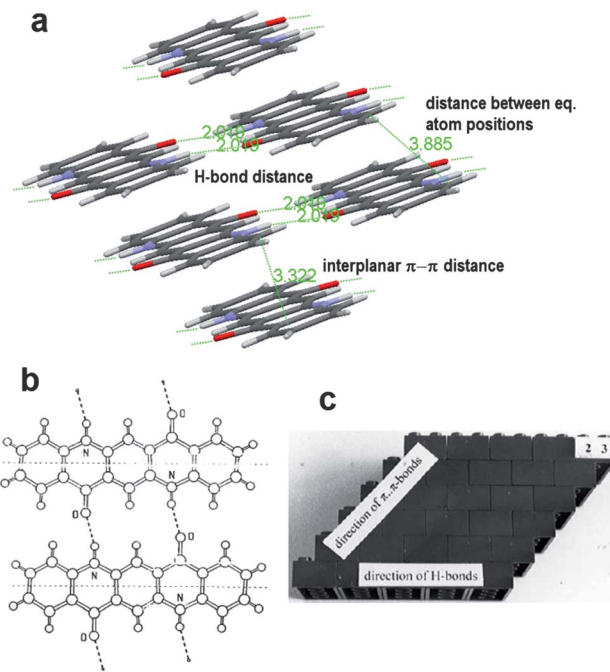 a
distance between eq.
atom positions
2.010
2.010
3.885
H-bond distance
2.010
2.010
interplanar π–π distance
3.322
b
c
O
N
N
O
O
N
N
O
2 3
direction of π..π-bonds
direction of H-bonds